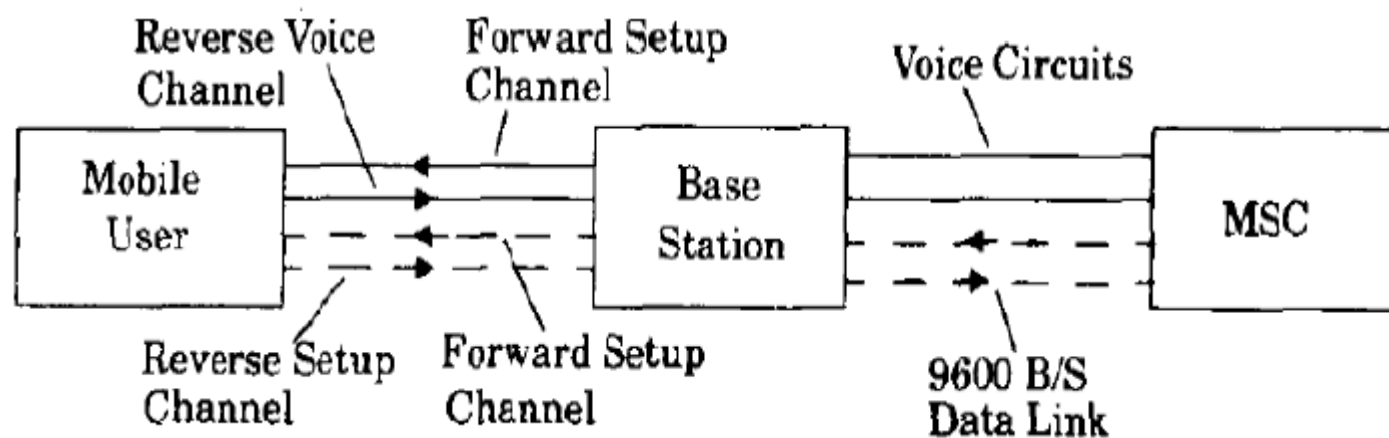 Reverse Voice
Channel
Forward Setup
Channel
Voice Circuits
Mobile
User
Base
Station
MSC
Reverse Setup
Channel
Forward Setup
Channel
9600 B/S
Data Link